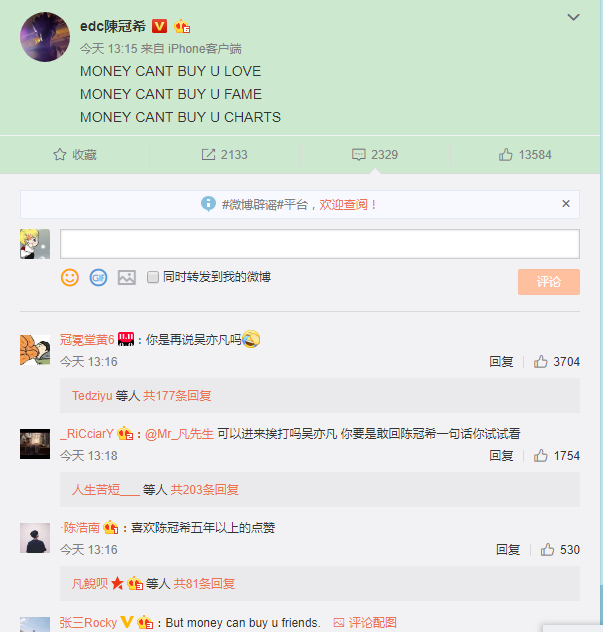 edc陳冠希
今天 13:15 来自 iPhone客户端
MONEY CANT BUY U LOVE
MONEY CANT BUY U FAME
MONEY CANT BUY U CHARTS
收藏 2133 2329 13584
#微博辟谣#平台，欢迎查阅！ ×
GIF 同时转发到我的微博 评论
冠冕堂萧6：你是再说吴亦凡吗
今天 13:16 回复 3704
Tedziyu 等人 共177条回复
_RiCciarY：@Mr_凡先生 可以进来挨打吗吴亦凡 你要是敢回陈冠希一句话你试试看
今天 13:18 回复 1754
人生苦短___ 等人 共203条回复
·陈浩南：喜欢陈冠希五年以上的点赞
今天 13:16 回复 530
凡鲵呗 等人 共81条回复
张三Rocky：But money can buy u friends. 评论配图